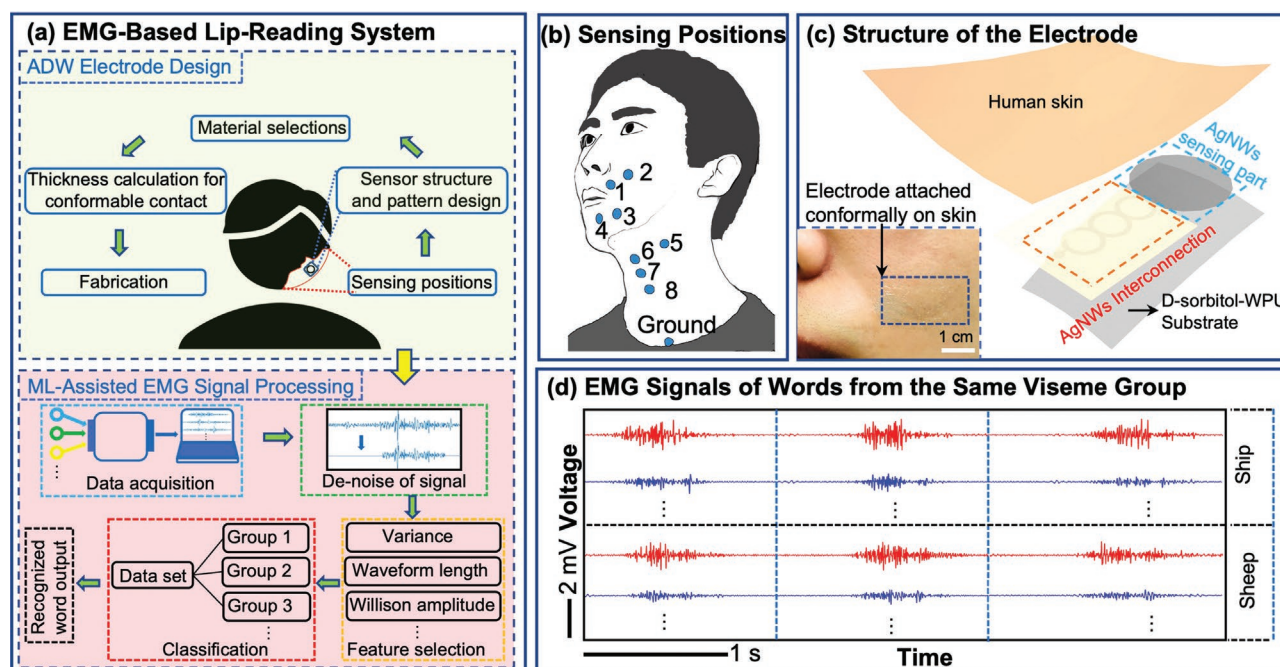 (a) EMG-Based Lip-Reading System
ADW Electrode Design
Material selections
Thickness calculation for
conformable contact
Sensor structure
and pattern design
Fabrication
Sensing positions
ML-Assisted EMG Signal Processing
Data acquisition
De-noise of signal
Variance
Waveform length
Willison amplitude
Feature selection
Data set
Group 1
Group 2
Group 3
Classification
Recognized
word output
(b) Sensing Positions
1
2
3
4
5
6
7
8
Ground
(c) Structure of the Electrode
Human skin
AgNWs
sensing part
Electrode attached
conformally on skin
1 cm
AgNWs Interconnection
D-sorbitol-WPU
Substrate
(d) EMG Signals of Words from the Same Viseme Group
Voltage
2 mV
Ship
Sheep
1 s
Time